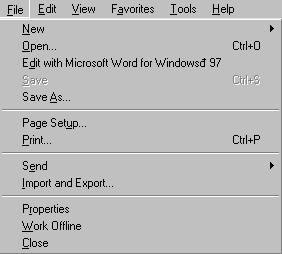 File Edit View Favorites Tools Help
New
Open... Ctrl+O
Edit with Microsoft Word for Windowsđ 97
Save Ctrl+S
Save As...
Page Setup...
Print... Ctrl+P
Send
Import and Export...
Properties
Work Offline
Close